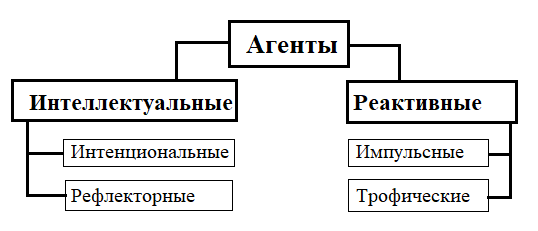 Агенты
Интеллектуальные
Реактивные
Интенциональные
Импульсные
Рефлекторные
Трофические